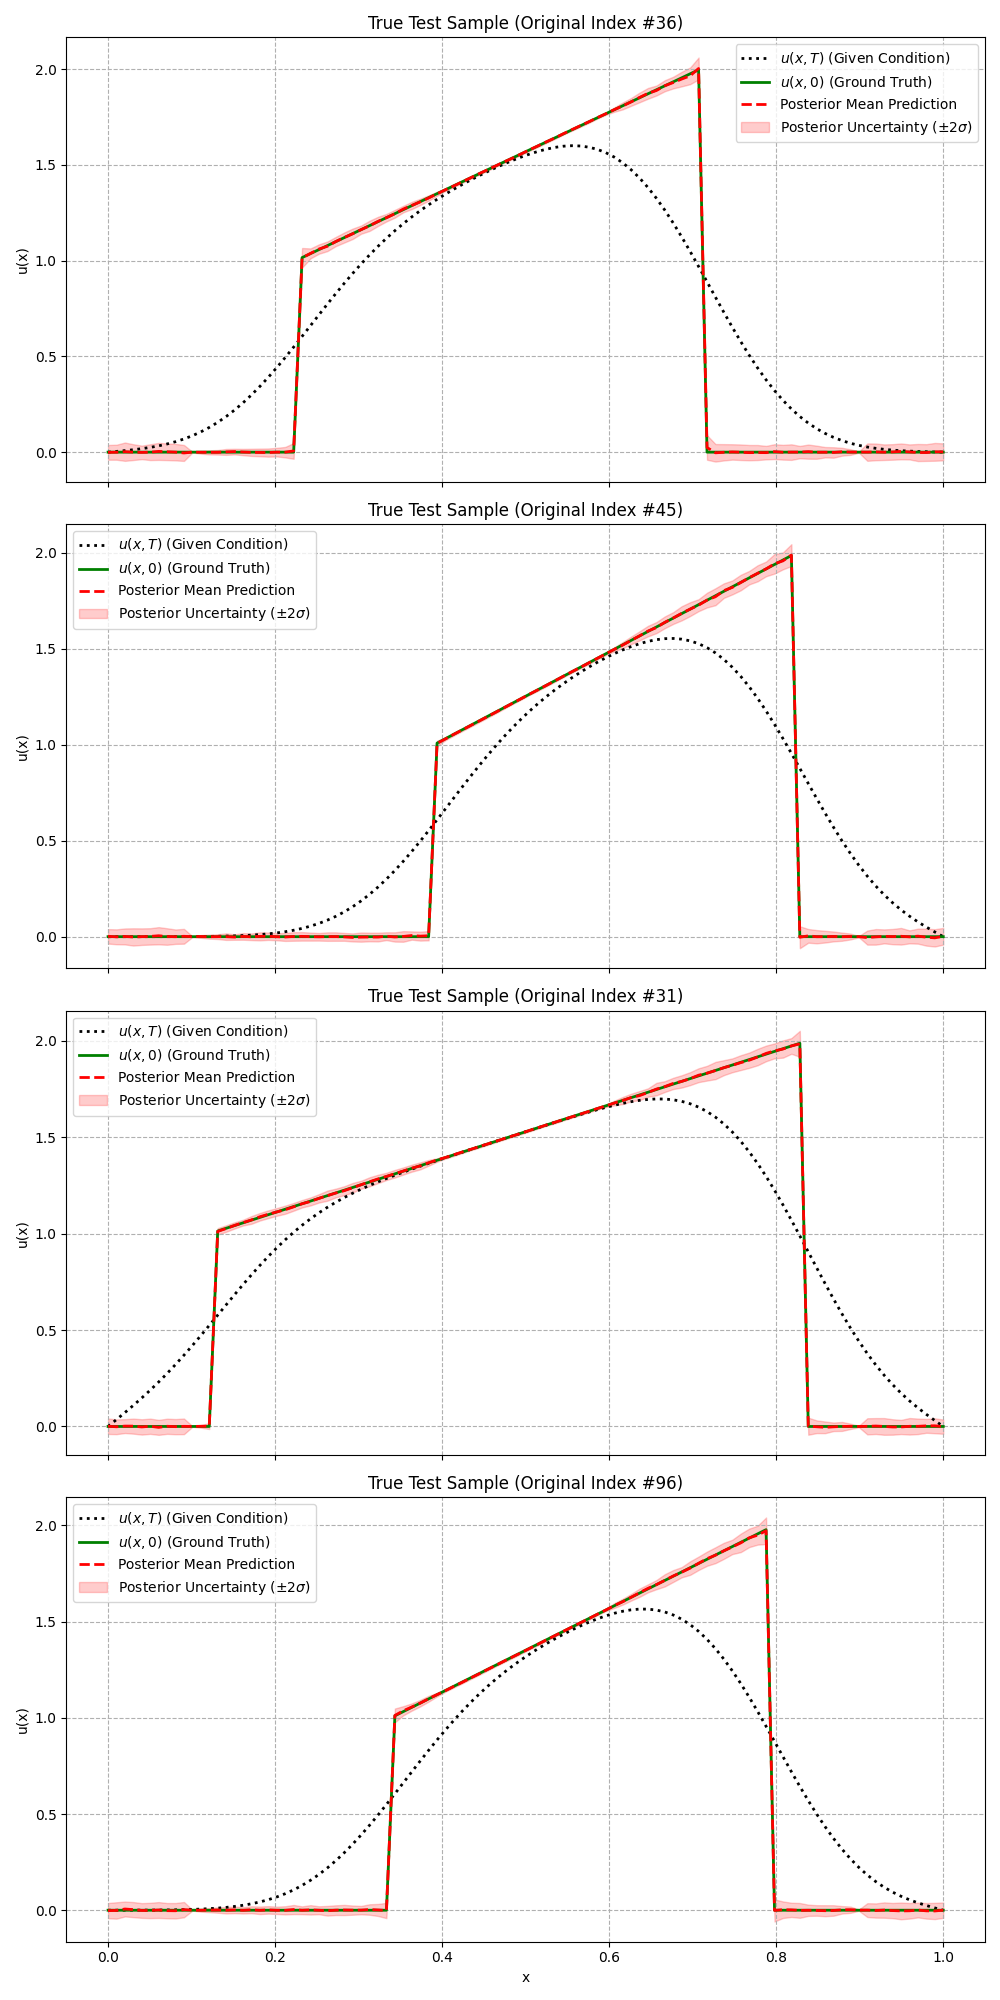 True Test Sample (Original Index #36)
u(x, T) (Given Condition)
u(x, 0) (Ground Truth)
Posterior Mean Prediction
Posterior Uncertainty (±2σ)
2.0
1.5
1.0
0.5
0.0
u(x)
True Test Sample (Original Index #45)
u(x, T) (Given Condition)
u(x, 0) (Ground Truth)
Posterior Mean Prediction
Posterior Uncertainty (±2σ)
2.0
1.5
1.0
0.5
0.0
u(x)
True Test Sample (Original Index #31)
u(x, T) (Given Condition)
u(x, 0) (Ground Truth)
Posterior Mean Prediction
Posterior Uncertainty (±2σ)
2.0
1.5
1.0
0.5
0.0
u(x)
True Test Sample (Original Index #96)
u(x, T) (Given Condition)
u(x, 0) (Ground Truth)
Posterior Mean Prediction
Posterior Uncertainty (±2σ)
2.0
1.5
1.0
0.5
0.0
u(x)
0.0 0.2 0.4 0.6 0.8 1.0
x